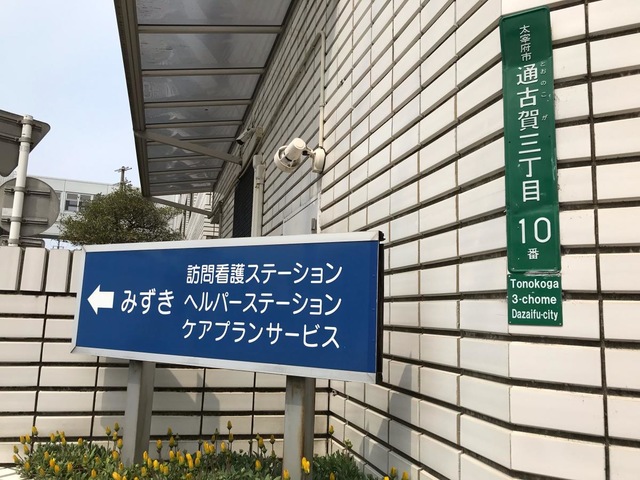 訪問看護ステーション
みずき ヘルパーステーション
ケアプランサービス
太宰府市
通古賀三丁目
とおのこが
10
番
Tonokoga
3-chome
Dazaifu-city